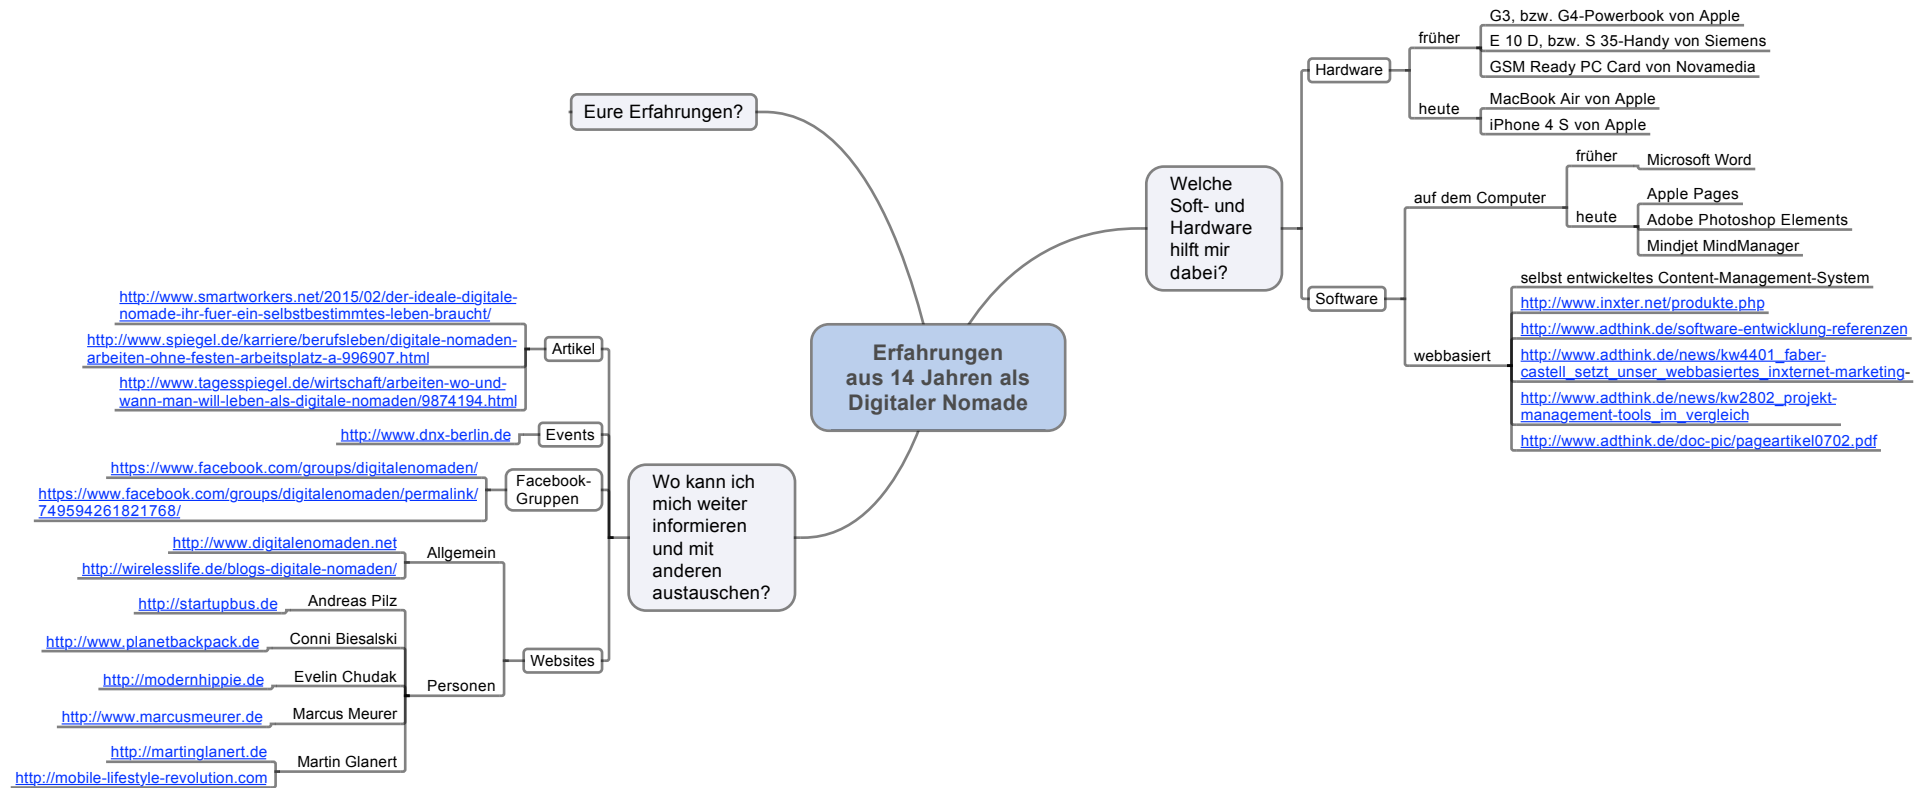 Erfahrungen
aus 14 Jahren als
Digitaler Nomade
Welche
Soft- und
Hardware
hilft mir
dabei?
Hardware
früher
G3, bzw. G4-Powerbook von Apple
E 10 D, bzw. S 35-Handy von Siemens
GSM Ready PC Card von Novamedia
heute
MacBook Air von Apple
iPhone 4 S von Apple
Software
auf dem Computer
früher
Microsoft Word
heute
Apple Pages
Adobe Photoshop Elements
Mindjet MindManager
webbasiert
selbst entwickeltes Content-Management-System
http://www.inxter.net/produkte.php
http://www.adthink.de/software-entwicklung-referenzen
http://www.adthink.de/news/kw4401_faber-
castell_setzt_unser_webbasiertes_inxternet-marketing-
http://www.adthink.de/news/kw2802_projekt-
management-tools_im_vergleich
http://www.adthink.de/doc-pic/pageartikel0702.pdf
Wo kann ich
mich weiter
informieren
und mit
anderen
austauschen?
Artikel
http://www.smartworkers.net/2015/02/der-ideale-digitale-
nomade-ihr-fuer-ein-selbstbestimmtes-leben-braucht/
http://www.spiegel.de/karriere/berufsleben/digitale-nomaden-
arbeiten-ohne-festen-arbeitsplatz-a-996907.html
http://www.tagesspiegel.de/wirtschaft/arbeiten-wo-und-
wann-man-will-leben-als-digitale-nomaden/9874194.html
Events
http://www.dnx-berlin.de
Facebook-
Gruppen
https://www.facebook.com/groups/digitalenomaden/
https://www.facebook.com/groups/digitalenomaden/permalink/
749594261821768/
Websites
Allgemein
http://www.digitalenomaden.net
http://wirelesslife.de/blogs-digitale-nomaden/
Personen
Andreas Pilz
http://startupbus.de
Conni Biesalski
http://www.planetbackpack.de
Evelin Chudak
http://modernhippie.de
Marcus Meurer
http://www.marcusmeurer.de
Martin Glanert
http://martinglanert.de
http://mobile-lifestyle-revolution.com
Eure Erfahrungen?